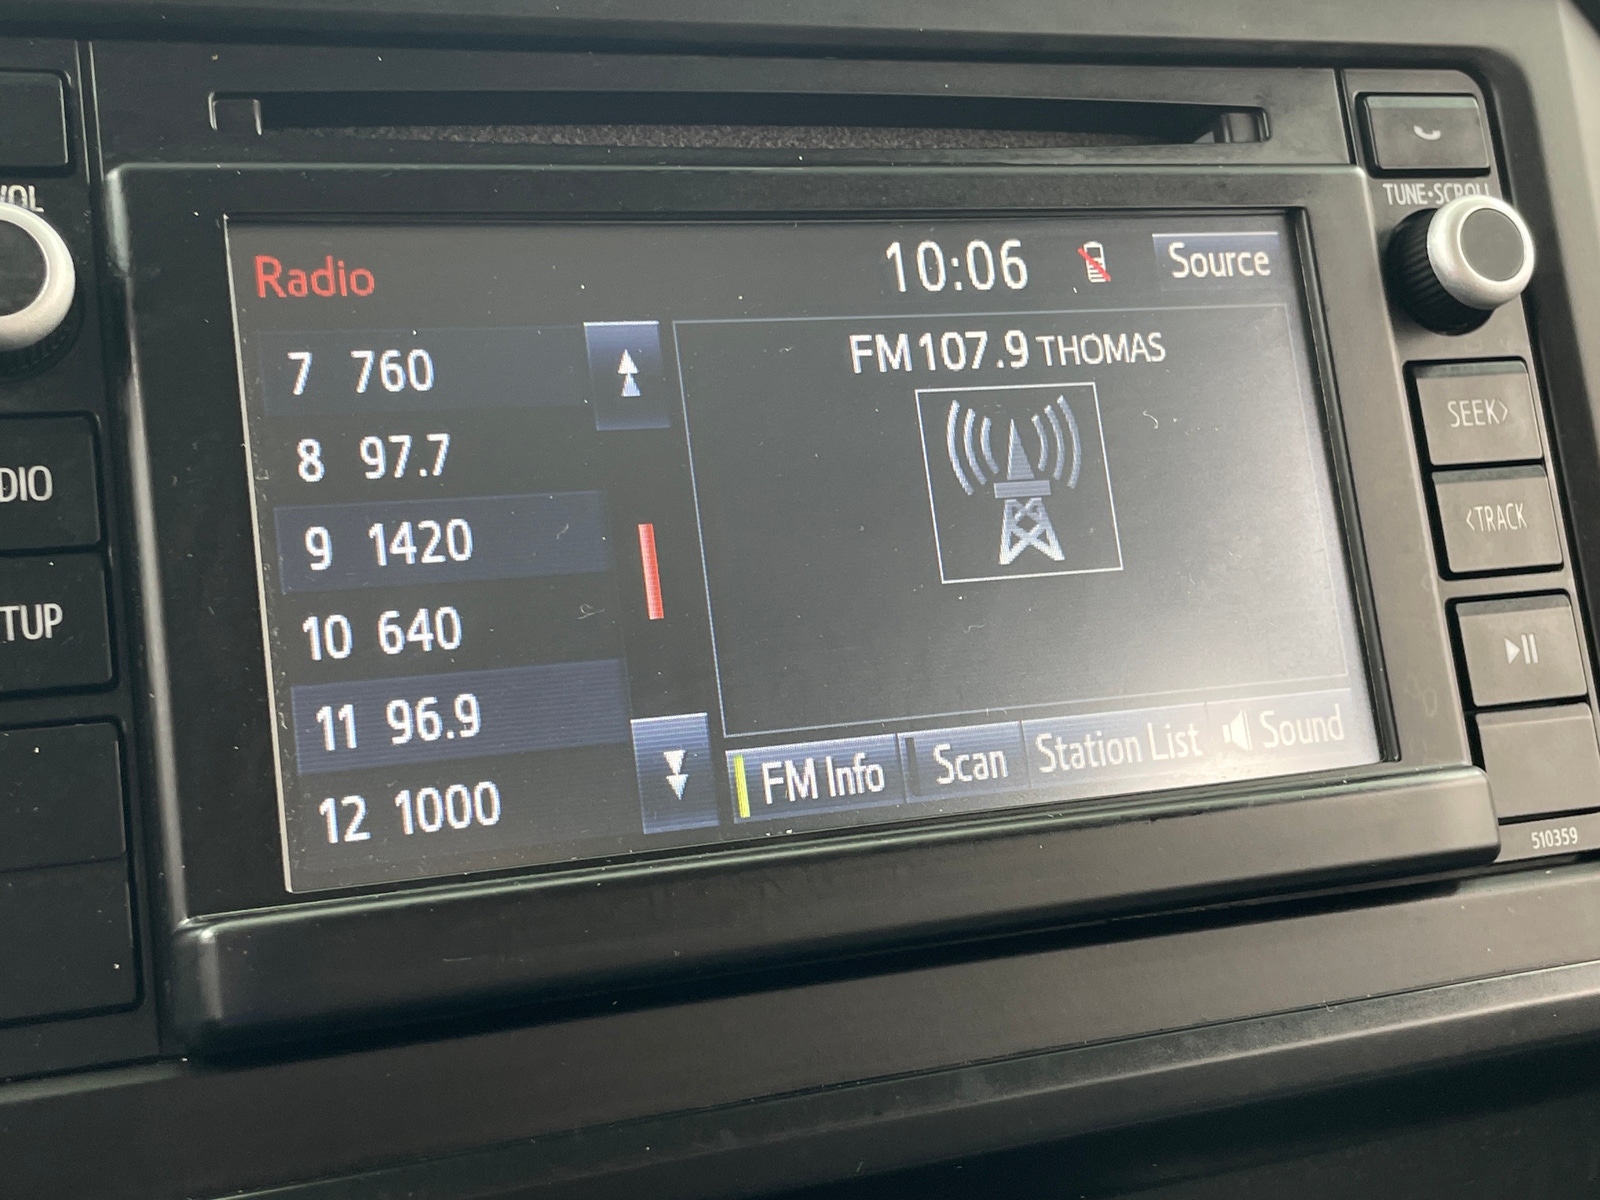 VOL
TUNE•SCROLL
Radio
10:06
Source
7 760
8 97.7
9 1420
10 640
11 96.9
12 1000
FM 107.9 THOMAS
FM Info
Scan
Station List
Sound
DIO
TUP
SEEK>
<TRACK
510359